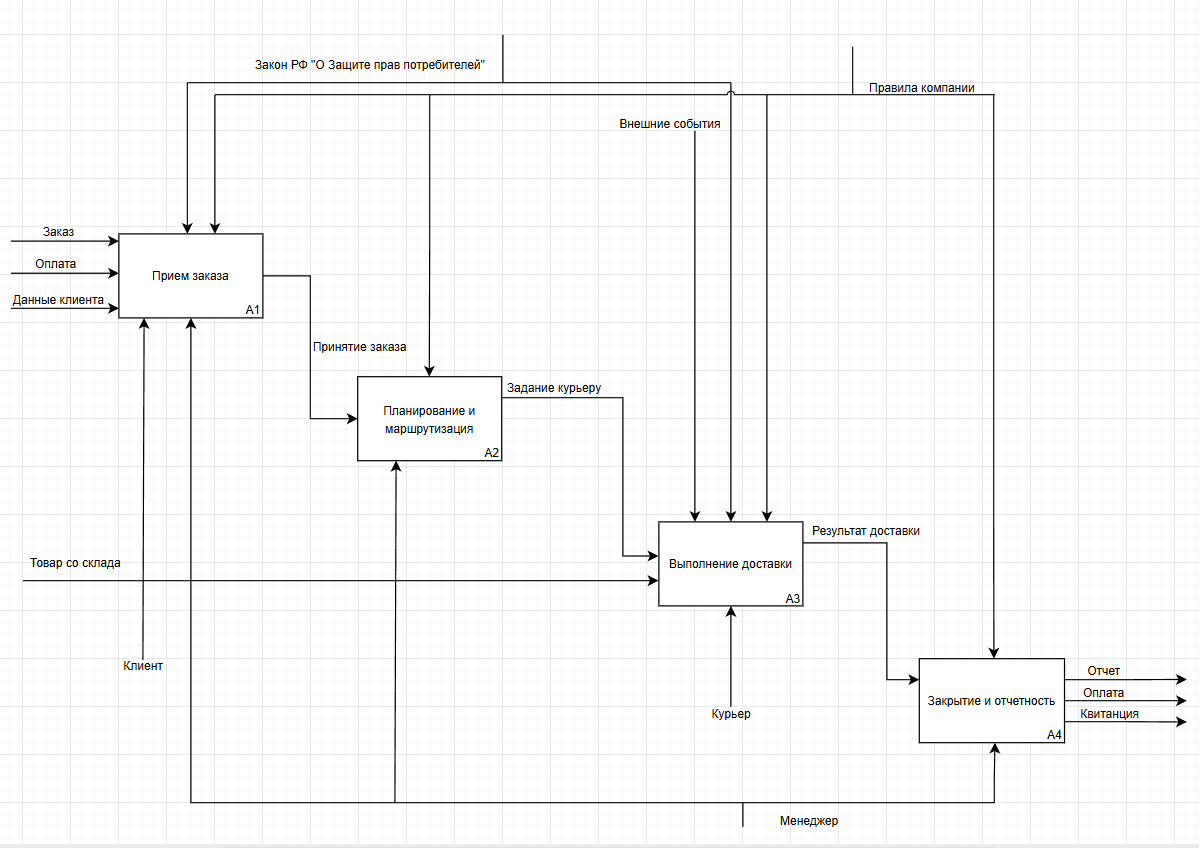 Закон РФ "О Защите прав потребителей"
Правила компании
Внешние события
Заказ
Оплата
Данные клиента
Прием заказа
A1
Принятие заказа
Планирование и
маршрутизация
A2
Задание курьеру
Товар со склада
Выполнение доставки
A3
Результат доставки
Клиент
Курьер
Закрытие и отчетность
A4
Отчет
Оплата
Квитанция
Менеджер